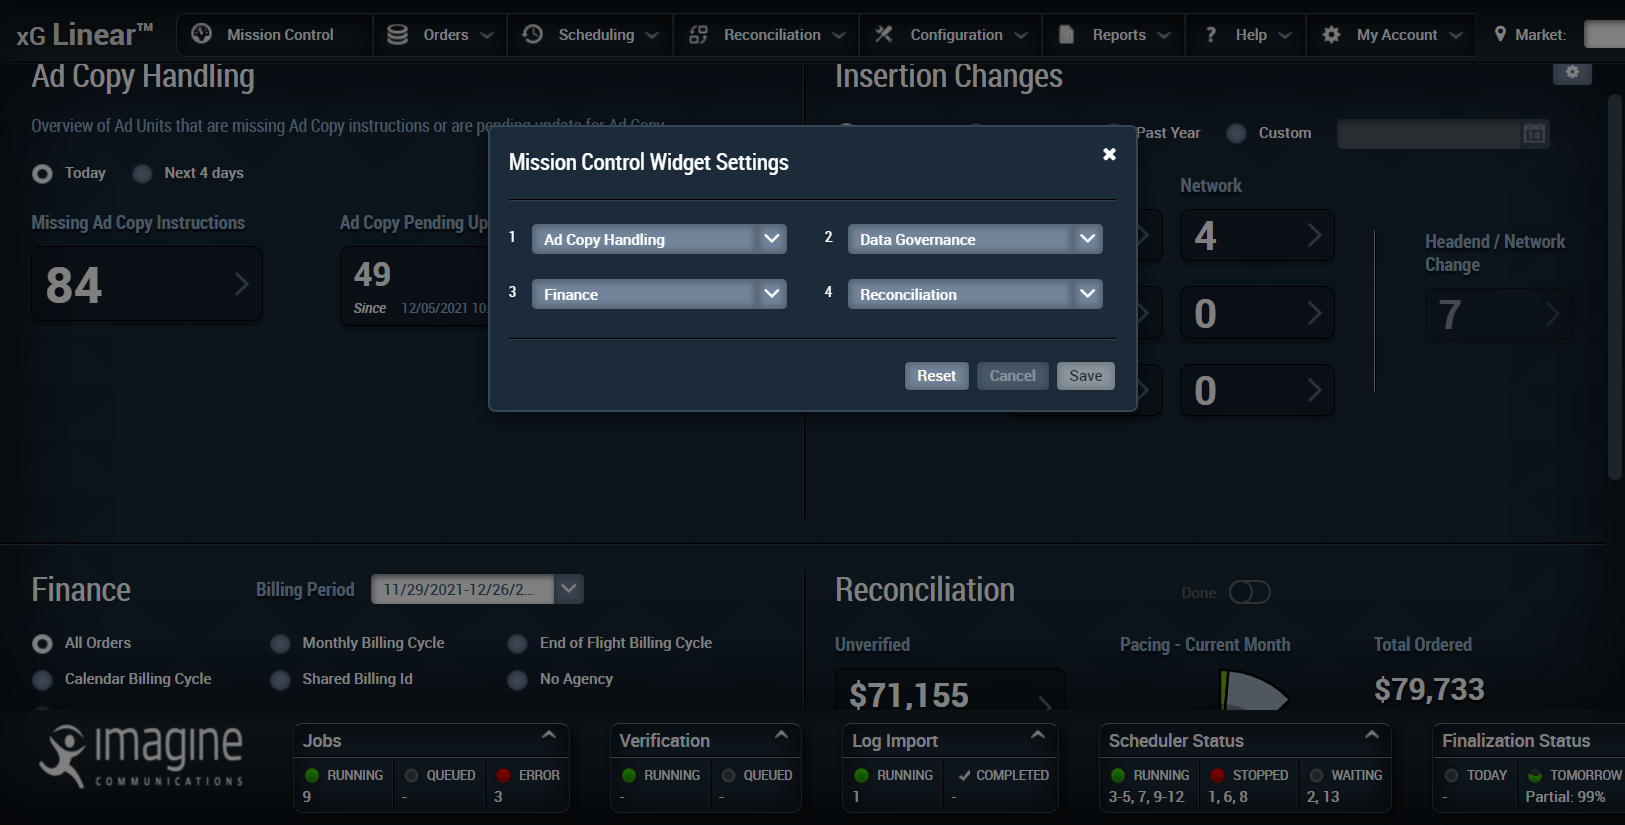 xG Linear™
Mission Control
Orders
Scheduling
Reconciliation
Configuration
Reports
? Help
My Account
Market:
Ad Copy Handling
Insertion Changes
Overview of Ad Units that are missing Ad Copy instructions or are pending update for Ad Copy
Past Year
Custom
14
Today
Next 4 days
Mission Control Widget Settings
Network
Missing Ad Copy Instructions
Ad Copy Pending Up
84
49
Since 12/05/2021 10:
1 Ad Copy Handling
2 Data Governance
3 Finance
4 Reconciliation
Reset
Cancel
Save
4
0
0
Headend / Network
Change
7
Finance
Billing Period
11/29/2021-12/26/2...
Reconciliation
Done
All Orders
Monthly Billing Cycle
End of Flight Billing Cycle
Calendar Billing Cycle
Shared Billing Id
No Agency
Unverified
Pacing - Current Month
Total Ordered
$71,155
$79,733
imagine
COMMUNICATIONS
Jobs
RUNNING
9
QUEUED
-
ERROR
3
Verification
RUNNING
-
QUEUED
-
Log Import
RUNNING
1
COMPLETED
-
Scheduler Status
RUNNING
3-5, 7, 9-12
STOPPED
1, 6, 8
WAITING
2, 13
Finalization Status
TODAY
-
TOMORROW
Partial: 99%